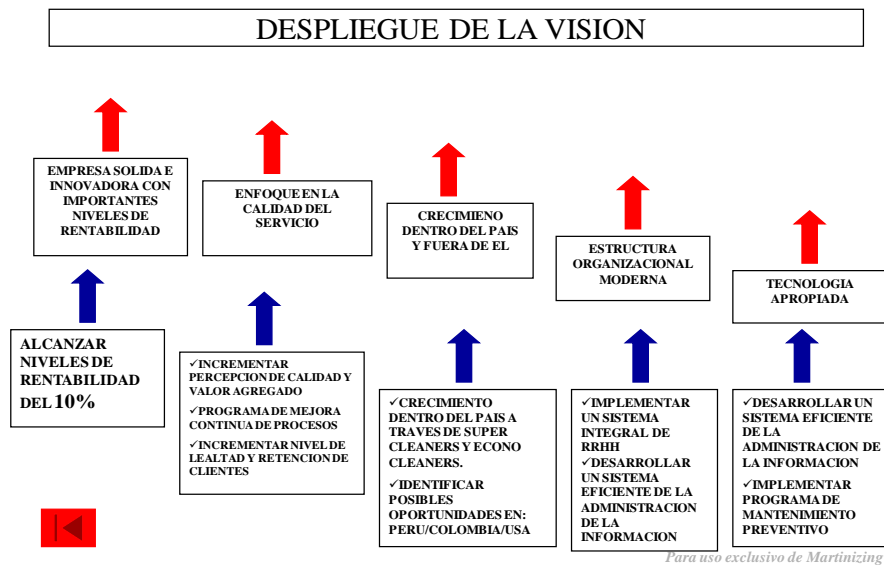 DESPLIEGUE DE LA VISION
EMPRESA SOLIDA E
INNOVADORA CON
IMPORTANTES
NIVELES DE
RENTABILIDAD
ENFOQUE EN LA
CALIDAD DEL
SERVICIO
CRECIMIENO
DENTRO DEL PAIS
Y FUERA DE EL
ESTRUCTURA
ORGANIZACIONAL
MODERNA
TECNOLOGIA
APROPIADA
ALCANZAR
NIVELES DE
RENTABILIDAD
DEL 10%
✓INCREMENTAR
PERCEPCION DE CALIDAD Y
VALOR AGREGADO
✓PROGRAMA DE MEJORA
CONTINUA DE PROCESOS
✓INCREMENTAR NIVEL DE
LEALTAD Y RETENCION DE
CLIENTES
✓CRECIMIENTO
DENTRO DEL PAIS A
TRAVES DE SUPER
CLEANERS Y ECONO
CLEANERS.
✓IDENTIFICAR
POSIBLES
OPORTUNIDADES EN:
PERU/COLOMBIA/USA
✓IMPLEMENTAR
UN SISTEMA
INTEGRAL DE
RRHH
✓DESARROLLAR
UN SISTEMA
EFICIENTE DE LA
ADMINISTRACION
DE LA
INFORMACION
✓DESARROLLAR UN
SISTEMA EFICIENTE
DE LA
ADMINISTRACION DE
LA INFORMACION
✓IMPLEMENTAR
PROGRAMA DE
MANTENIMIENTO
PREVENTIVO
Para uso exclusivo de Martinizing